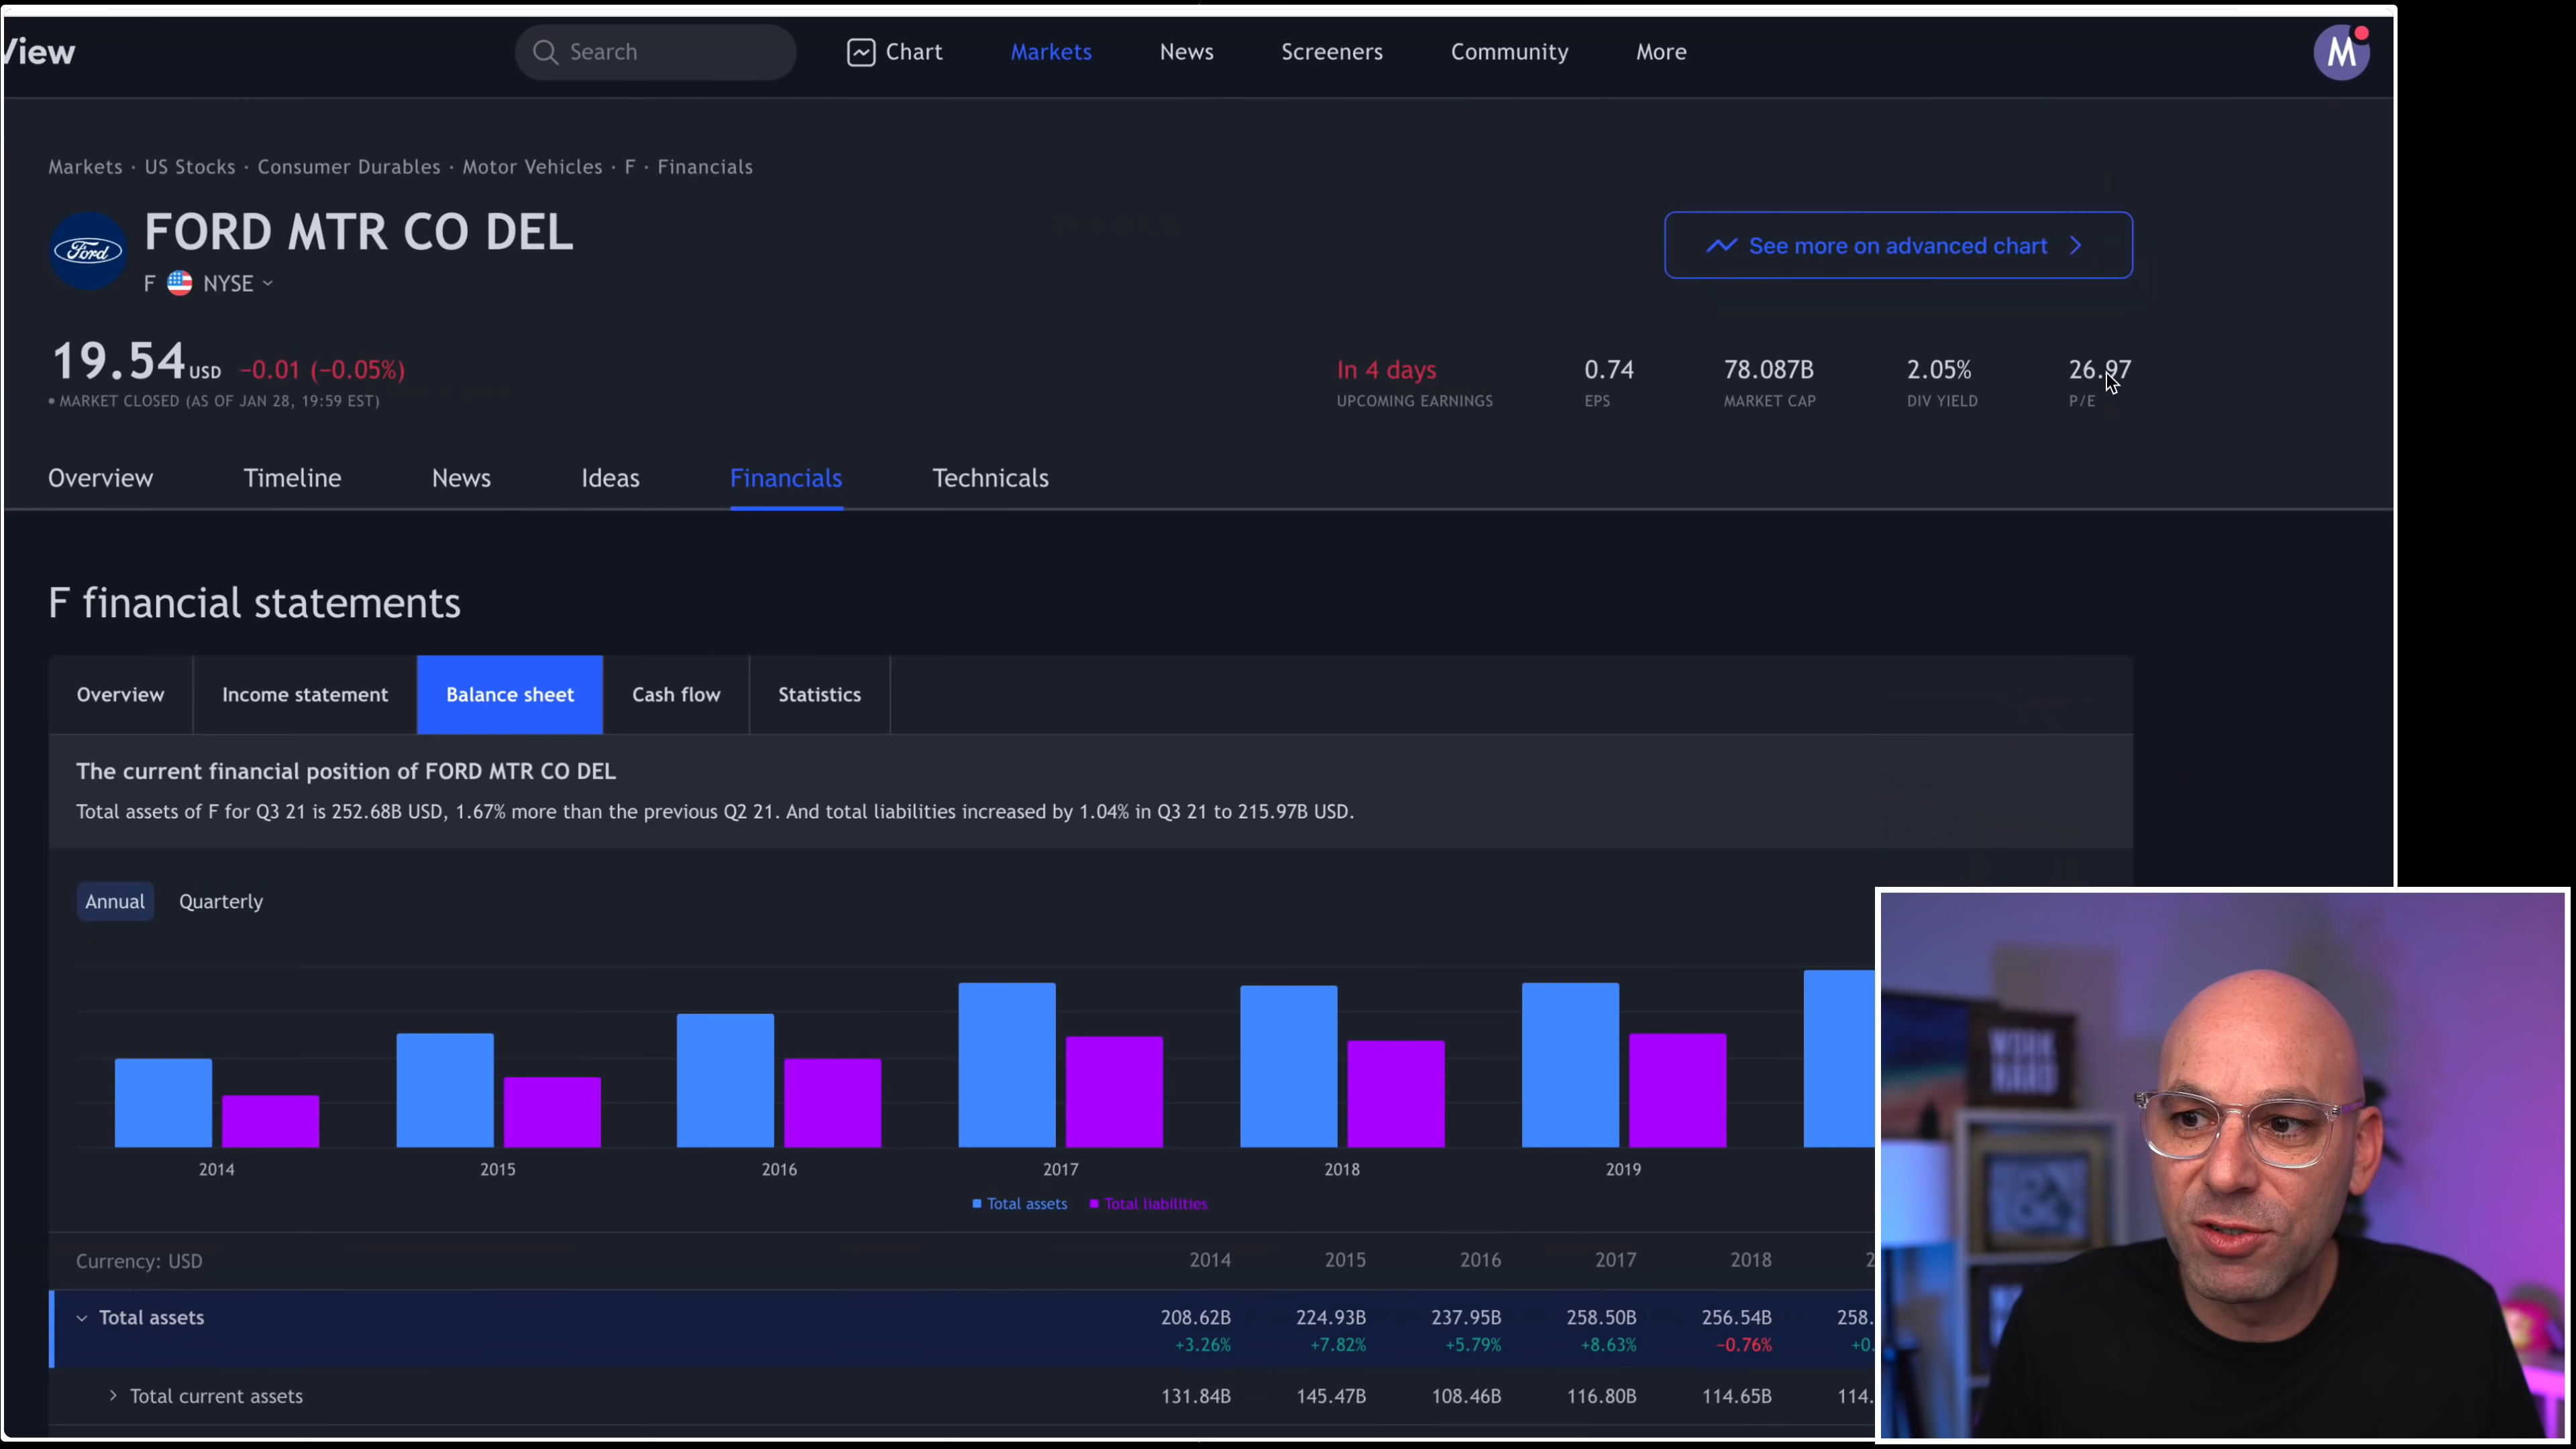 View
Search
Chart
Markets
News
Screeners
Community
More
M
Markets · US Stocks · Consumer Durables · Motor Vehicles · F · Financials
Ford
FORD MTR CO DEL
F NYSE
See more on advanced chart
19.54 USD −0.01 (−0.05%)
• MARKET CLOSED (AS OF JAN 28, 19:59 EST)
In 4 days 0.74 78.087B 2.05% 26.97
UPCOMING EARNINGS EPS MARKET CAP DIV YIELD P/E
Overview Timeline News Ideas Financials Technicals
F financial statements
Overview Income statement Balance sheet Cash flow Statistics
The current financial position of FORD MTR CO DEL
Total assets of F for Q3 21 is 252.68B USD, 1.67% more than the previous Q2 21. And total liabilities increased by 1.04% in Q3 21 to 215.97B USD.
Annual Quarterly
2014 2015 2016 2017 2018 2019
Total assets Total liabilities
Currency: USD 2014 2015 2016 2017 2018 2
Total assets 208.62B 224.93B 237.95B 258.50B 256.54B 258.
+3.26% +7.82% +5.79% +8.63% −0.76% +0.
Total current assets 131.84B 145.47B 108.46B 116.80B 114.65B 114.
WORK
HARD